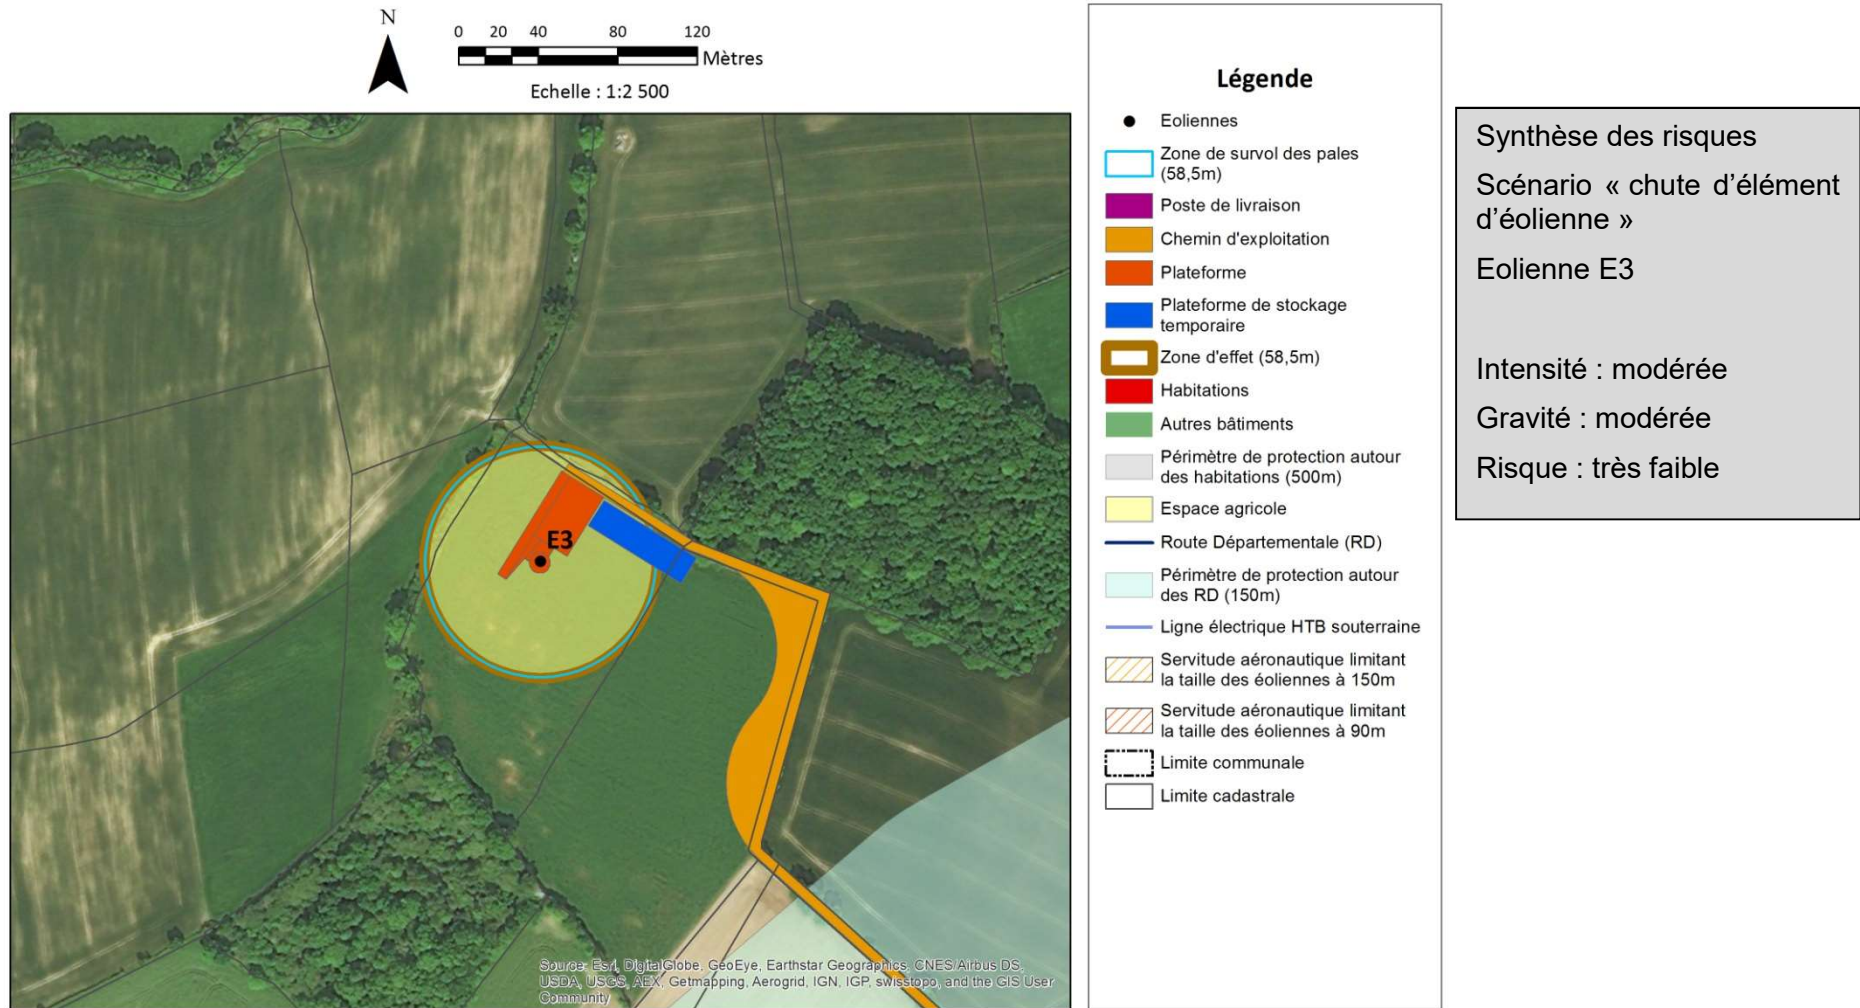 N
0 20 40 80 120
Mètres
Echelle : 1:2 500
E3
Source: Esri, DigitalGlobe, GeoEye, Earthstar Geographics, CNES/Airbus DS,
USDA, USGS, AEX, Getmapping, Aerogrid, IGN, IGP, swisstopo, and the GIS User
Community
Légende
Eoliennes
Zone de survol des pales
(58,5m)
Poste de livraison
Chemin d'exploitation
Plateforme
Plateforme de stockage
temporaire
Zone d'effet (58,5m)
Habitations
Autres bâtiments
Périmètre de protection autour
des habitations (500m)
Espace agricole
Route Départementale (RD)
Périmètre de protection autour
des RD (150m)
Ligne électrique HTB souterraine
Servitude aéronautique limitant
la taille des éoliennes à 150m
Servitude aéronautique limitant
la taille des éoliennes à 90m
Limite communale
Limite cadastrale
Synthèse des risques
Scénario « chute d'élément
d'éolienne »
Eolienne E3
Intensité : modérée
Gravité : modérée
Risque : très faible